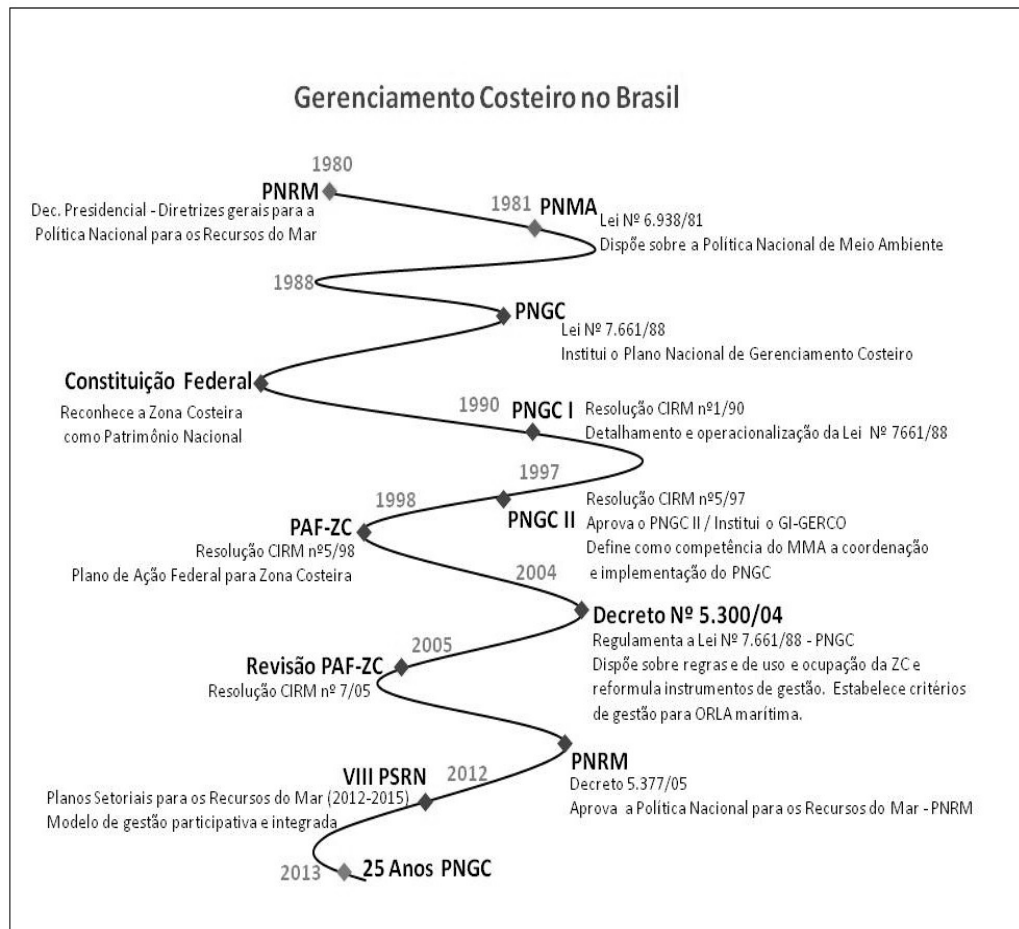 Gerenciamento Costeiro no Brasil
1980
PNRM
Dec. Presidencial - Diretrizes gerais para a
Política Nacional para os Recursos do Mar
1981
PNMA
Lei Nº 6.938/81
Dispõe sobre a Política Nacional de Meio Ambiente
1988
PNGC
Lei Nº 7.661/88
Institui o Plano Nacional de Gerenciamento Costeiro
Constituição Federal
Reconhece a Zona Costeira
como Patrimônio Nacional
1990
PNGC I
Resolução CIRM nº1/90
Detalhamento e operacionalização da Lei Nº 7661/88
1997
PNGC II
Resolução CIRM nº5/97
Aprova o PNGC II / Institui o GI-GERCO
Define como competência do MMA a coordenação
e implementação do PNGC
1998
PAF-ZC
Resolução CIRM nº5/98
Plano de Ação Federal para Zona Costeira
2004
Decreto Nº 5.300/04
Regulamenta a Lei Nº 7.661/88 - PNGC
Dispõe sobre regras e de uso e ocupação da ZC e
reformula instrumentos de gestão. Estabelece critérios
de gestão para ORLA marítima.
2005
Revisão PAF-ZC
Resolução CIRM nº 7/05
PNRM
Decreto 5.377/05
Aprova a Política Nacional para os Recursos do Mar - PNRM
2012
VIII PSRN
Planos Setoriais para os Recursos do Mar (2012-2015)
Modelo de gestão participativa e integrada
2013
25 Anos PNGC